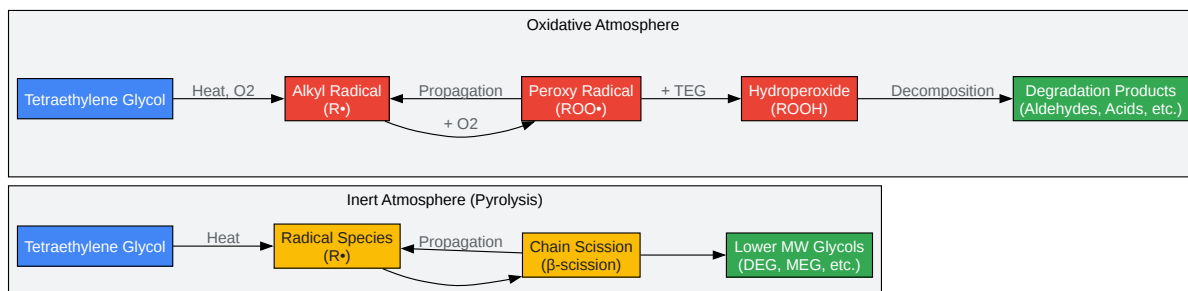 Oxidative Atmosphere
Tetraethylene Glycol
Heat, O2
Alkyl Radical
(R•)
Propagation
+ O2
Peroxy Radical
(ROO•)
+ TEG
Hydroperoxide
(ROOH)
Decomposition
Degradation Products
(Aldehydes, Acids, etc.)
Inert Atmosphere (Pyrolysis)
Tetraethylene Glycol
Heat
Radical Species
(R•)
Propagation
Chain Scission
(β-scission)
Lower MW Glycols
(DEG, MEG, etc.)